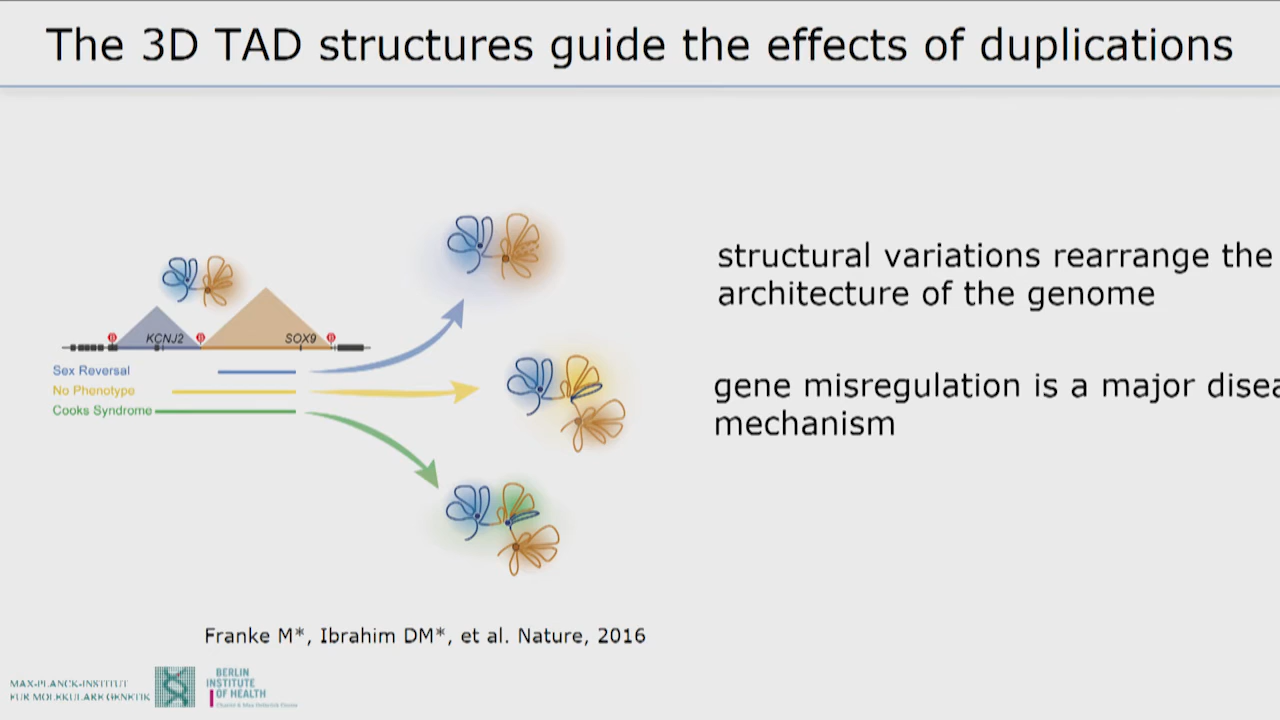 The 3D TAD structures guide the effects of duplications
structural variations rearrange the
architecture of the genome
gene misregulation is a major disea
mechanism
KCNJ2
SOX9
Sex Reversal
No Phenotype
Cooks Syndrome
Franke M*, Ibrahim DM*, et al. Nature, 2016
MAX-PLANCK-INSTITUT
FÜR MOLEKULARE GENETIK
BERLIN
INSTITUTE
OF HEALTH